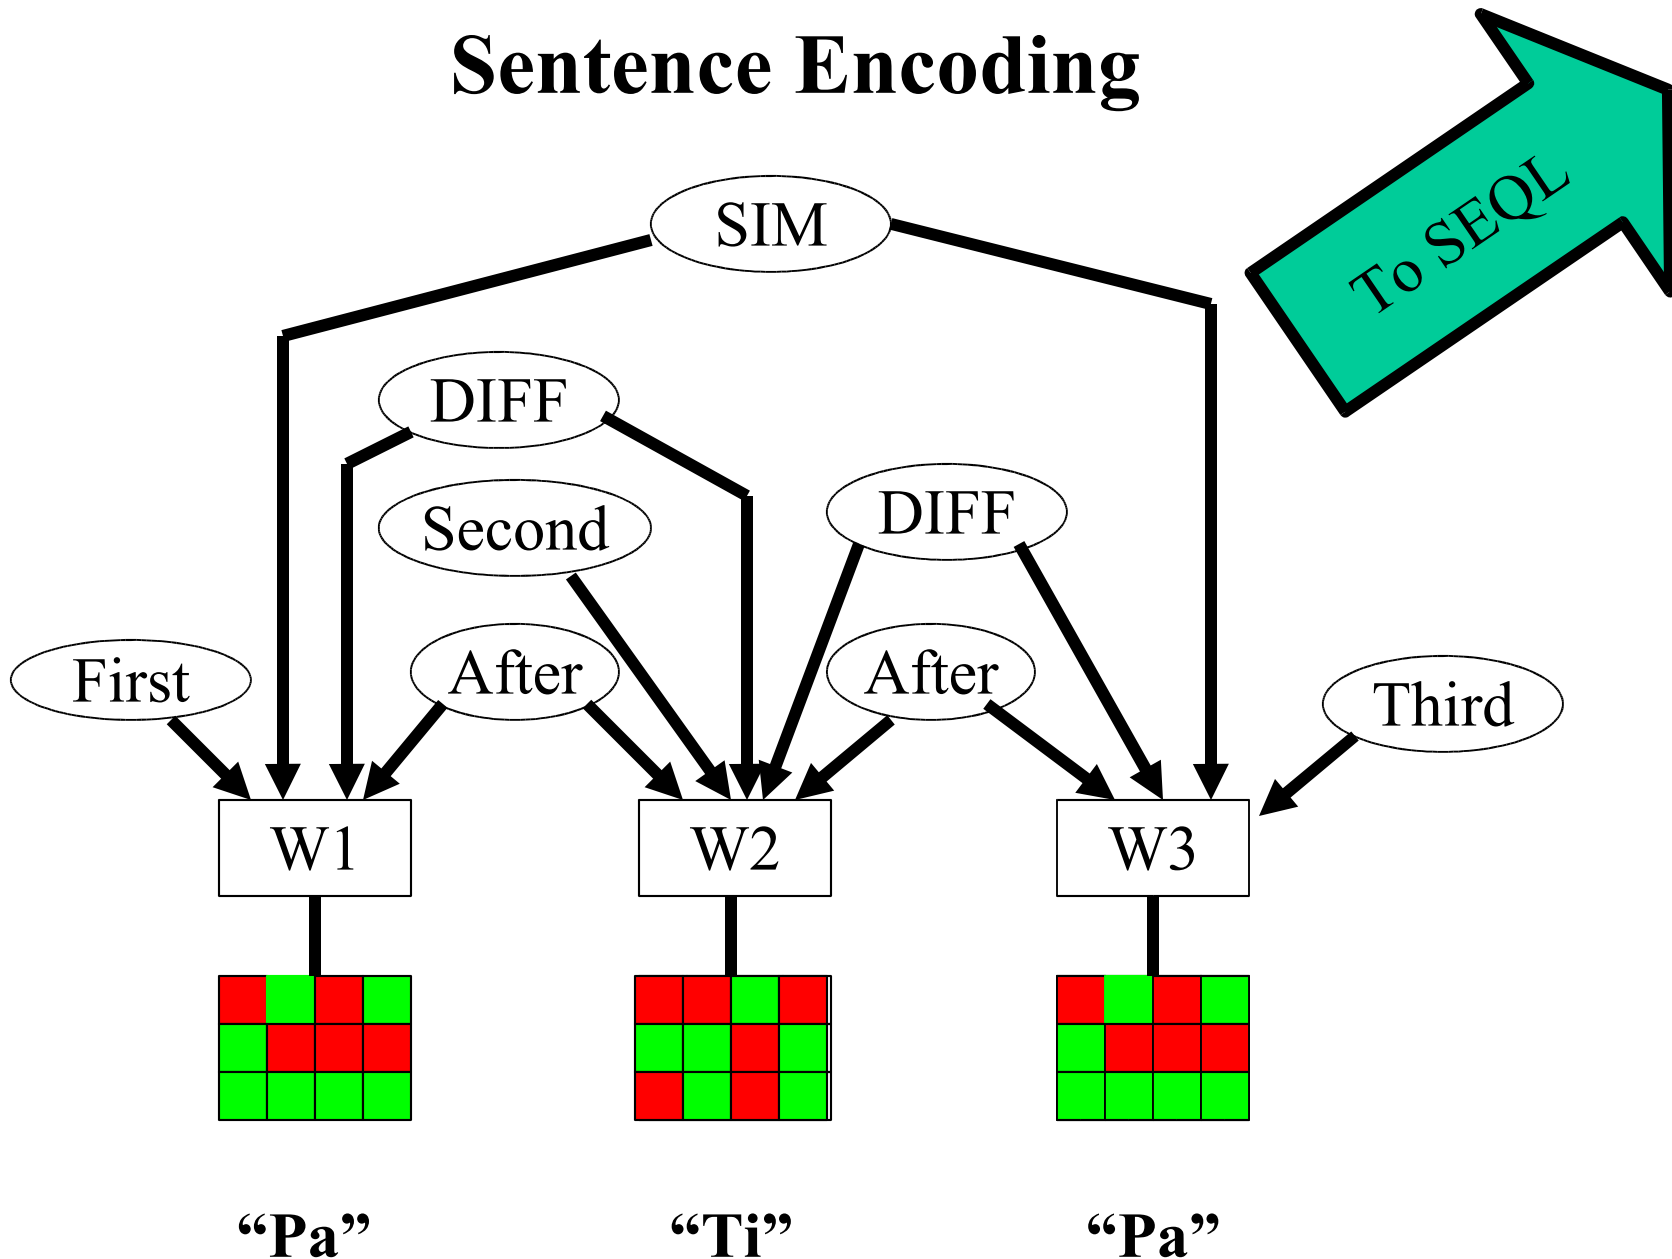 Sentence Encoding
To SEQL
SIM
DIFF
Second
DIFF
First
After
After
Third
W1
W2
W3
“Pa”
“Ti”
“Pa”